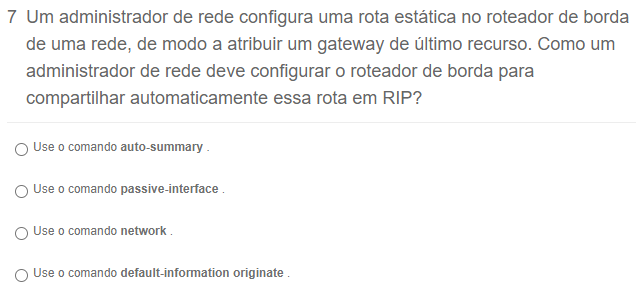 7 Um administrador de rede configura uma rota estática no roteador de borda
de uma rede, de modo a atribuir um gateway de último recurso. Como um
administrador de rede deve configurar o roteador de borda para
compartilhar automaticamente essa rota em RIP?
Use o comando auto-summary .
Use o comando passive-interface .
Use o comando network .
Use o comando default-information originate .